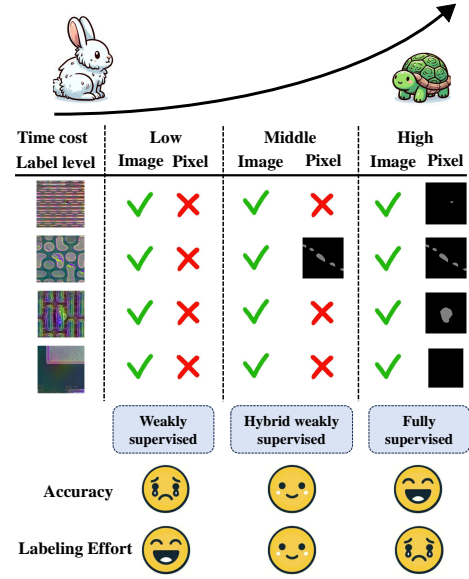 Time cost Low Middle High
Label level Image Pixel Image Pixel Image Pixel
Weakly supervised
Hybrid weakly supervised
Fully supervised
Accuracy
Labeling Effort